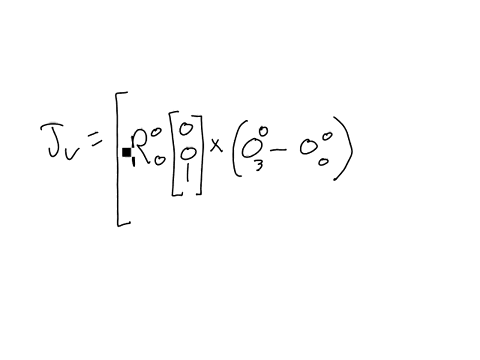 J_v = [ R^0_0 [0 0 1] × (O^0_3 − O^0_0)